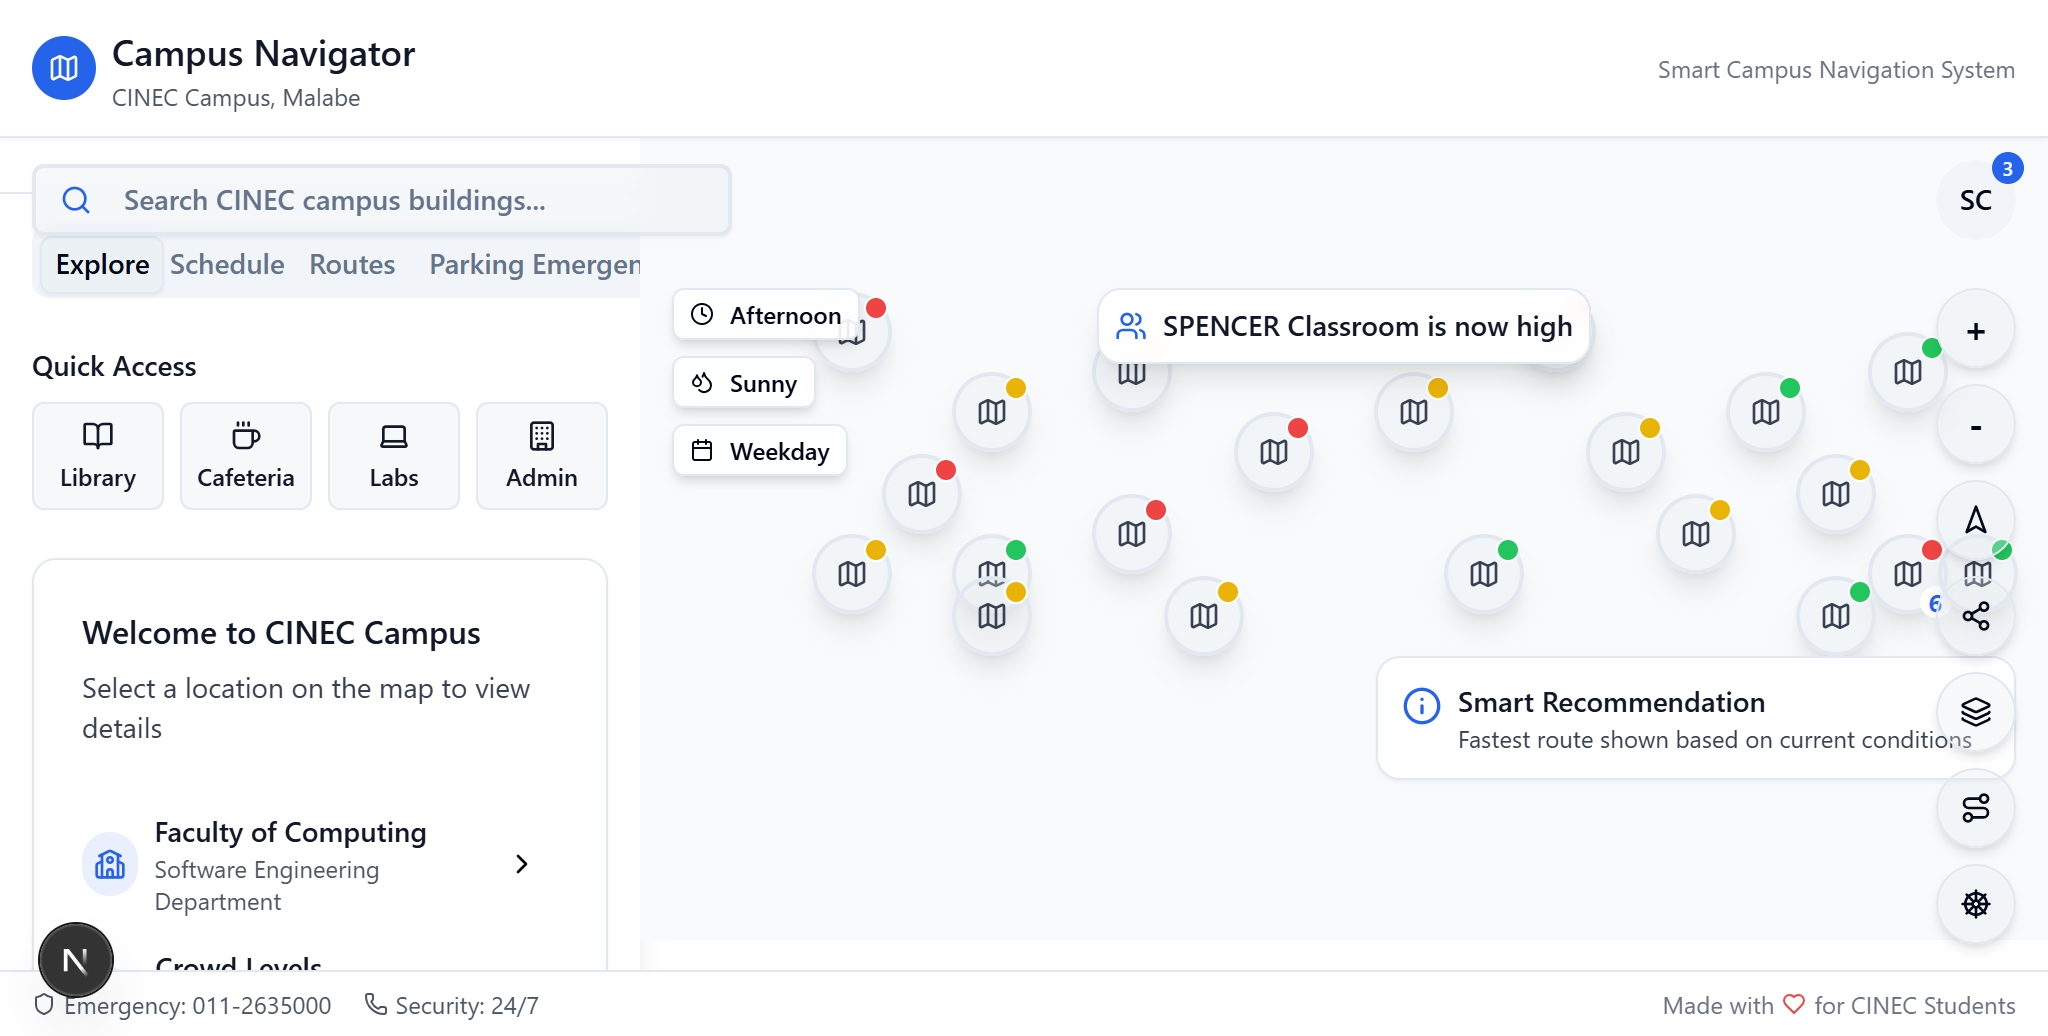 Campus Navigator
CINEC Campus, Malabe
Smart Campus Navigation System
Search CINEC campus buildings...
SC
3
Explore
Schedule
Routes
Parking
Emergen
Afternoon
Sunny
Weekday
SPENCER Classroom is now high
+
-
Quick Access
Library
Cafeteria
Labs
Admin
Welcome to CINEC Campus
Select a location on the map to view
details
Faculty of Computing
Software Engineering
Department
Crowd Levels
6
Smart Recommendation
Fastest route shown based on current conditions
N
Emergency: 011-2635000
Security: 24/7
Made with
for CINEC Students